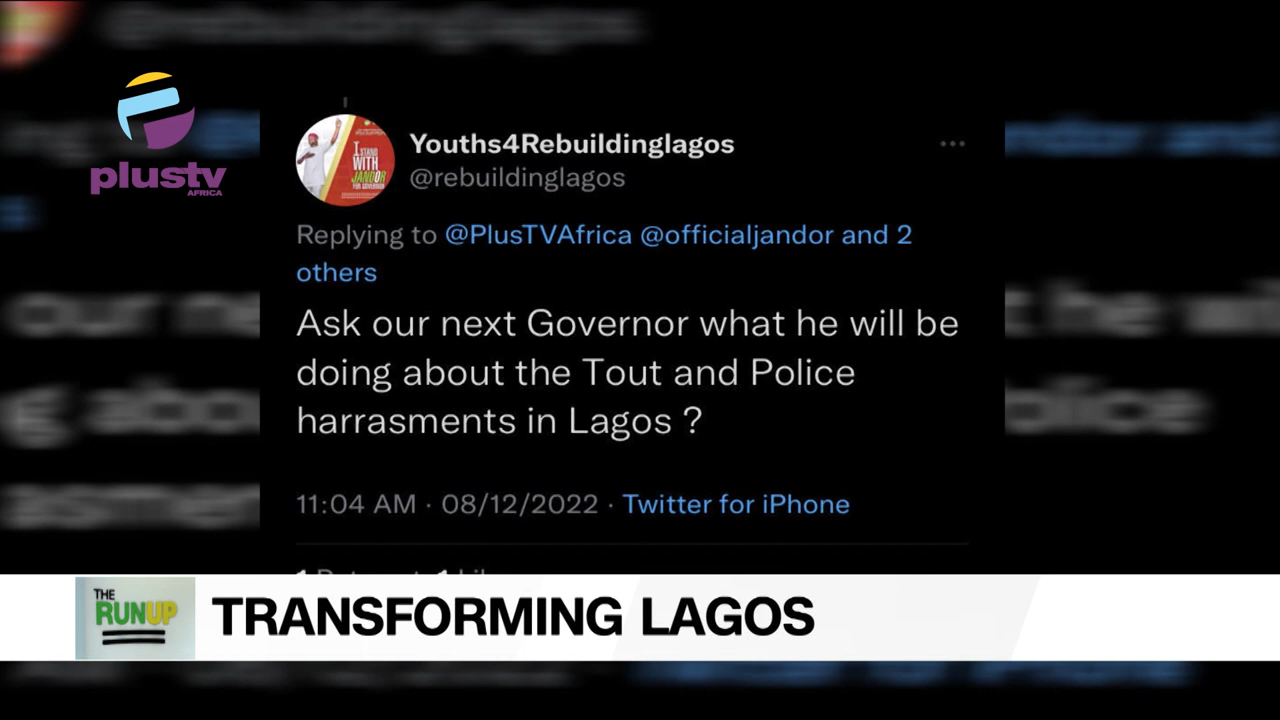 plustv
AFRICA
I STAND
WITH
JANDOR
FOR GOVERNOR
Youths4Rebuildinglagos
@rebuildinglagos
Replying to @PlusTVAfrica @officialjandor and 2
others
Ask our next Governor what he will be
doing about the Tout and Police
harrasments in Lagos ?
11:04 AM · 08/12/2022 · Twitter for iPhone
THE
RUNUP
TRANSFORMING LAGOS